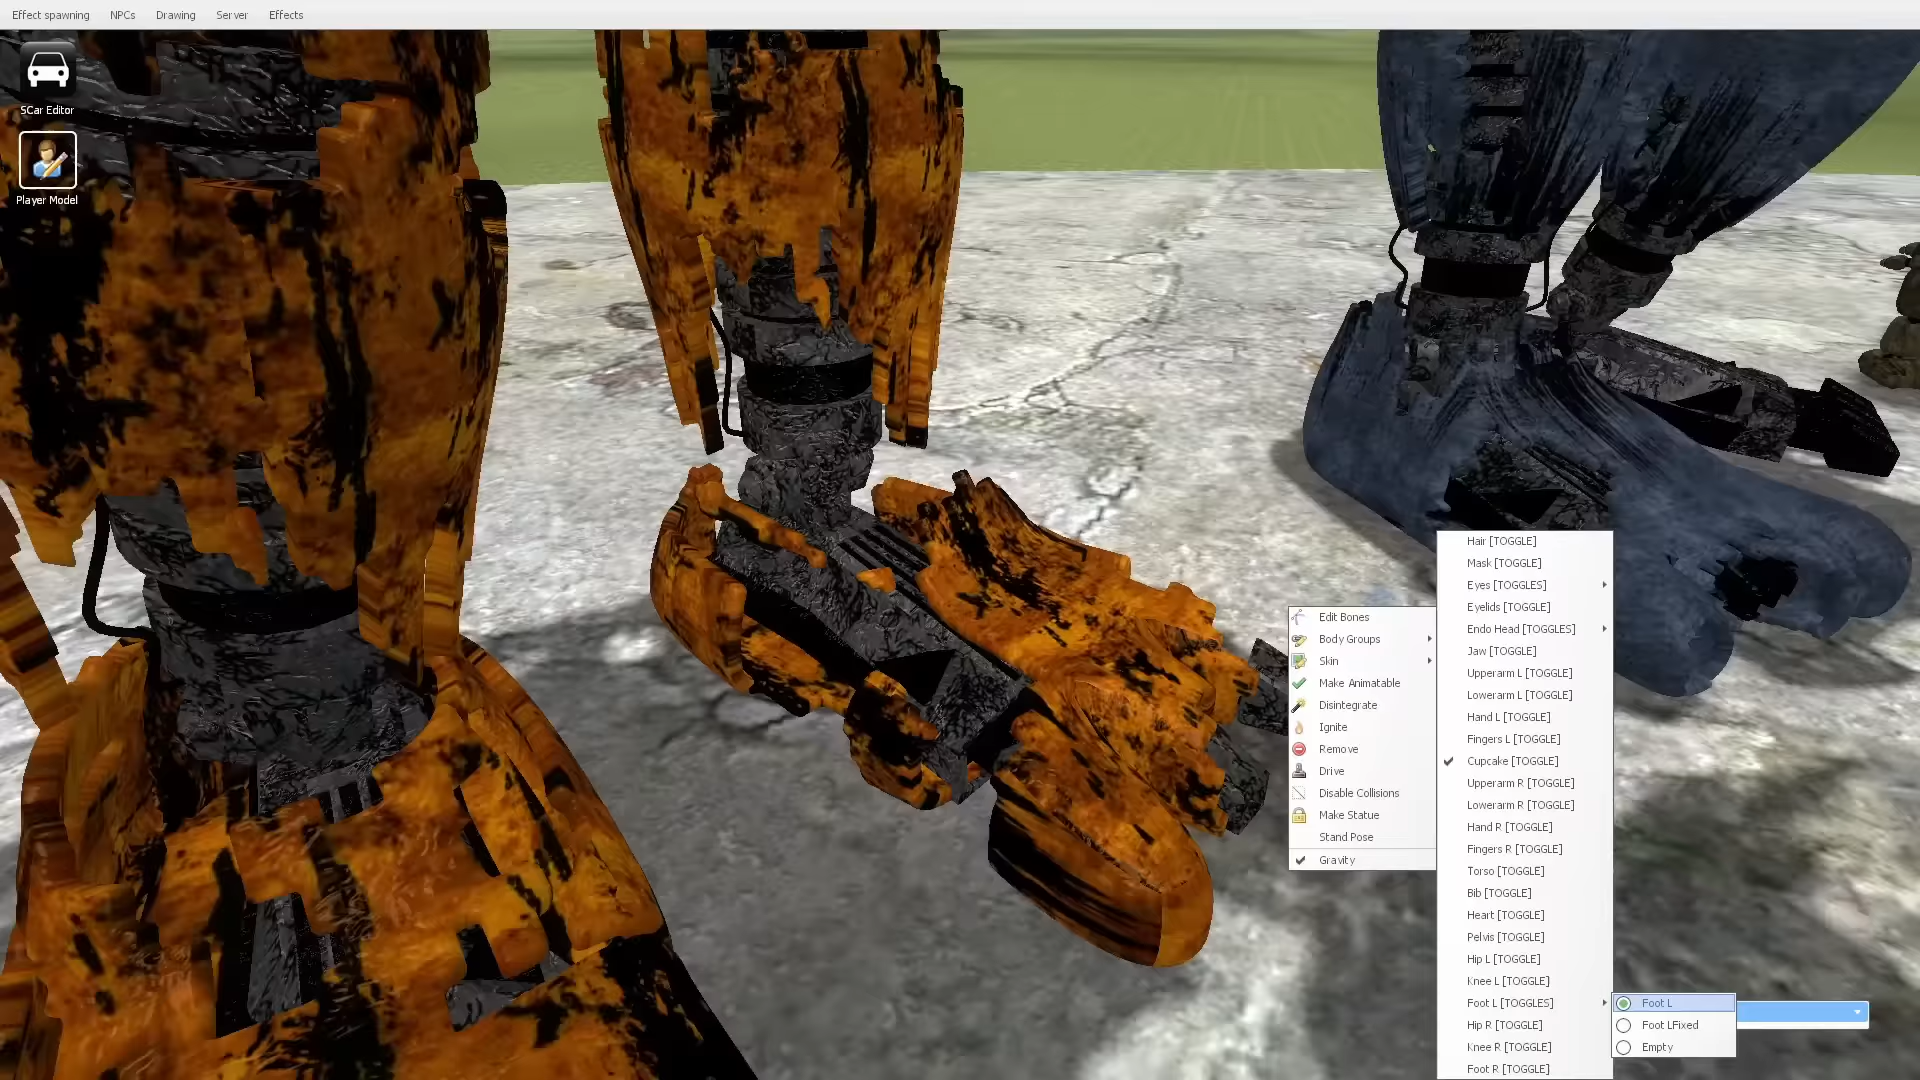 Effect spawning NPCs Drawing Server Effects
SCar Editor
Player Model
Edit Bones
Body Groups
Skin
Make Animatable
Disintegrate
Ignite
Remove
Drive
Disable Collisions
Make Statue
Stand Pose
Gravity
Hair [TOGGLE]
Mask [TOGGLE]
Eyes [TOGGLES]
Eyelids [TOGGLE]
Endo Head [TOGGLES]
Jaw [TOGGLE]
Upperarm L [TOGGLE]
Lowerarm L [TOGGLE]
Hand L [TOGGLE]
Fingers L [TOGGLE]
Cupcake [TOGGLE]
Upperarm R [TOGGLE]
Lowerarm R [TOGGLE]
Hand R [TOGGLE]
Fingers R [TOGGLE]
Torso [TOGGLE]
Bib [TOGGLE]
Heart [TOGGLE]
Pelvis [TOGGLE]
Hip L [TOGGLE]
Knee L [TOGGLE]
Foot L [TOGGLES]
Hip R [TOGGLE]
Knee R [TOGGLE]
Foot R [TOGGLE]
Foot L
Foot LFixed
Empty